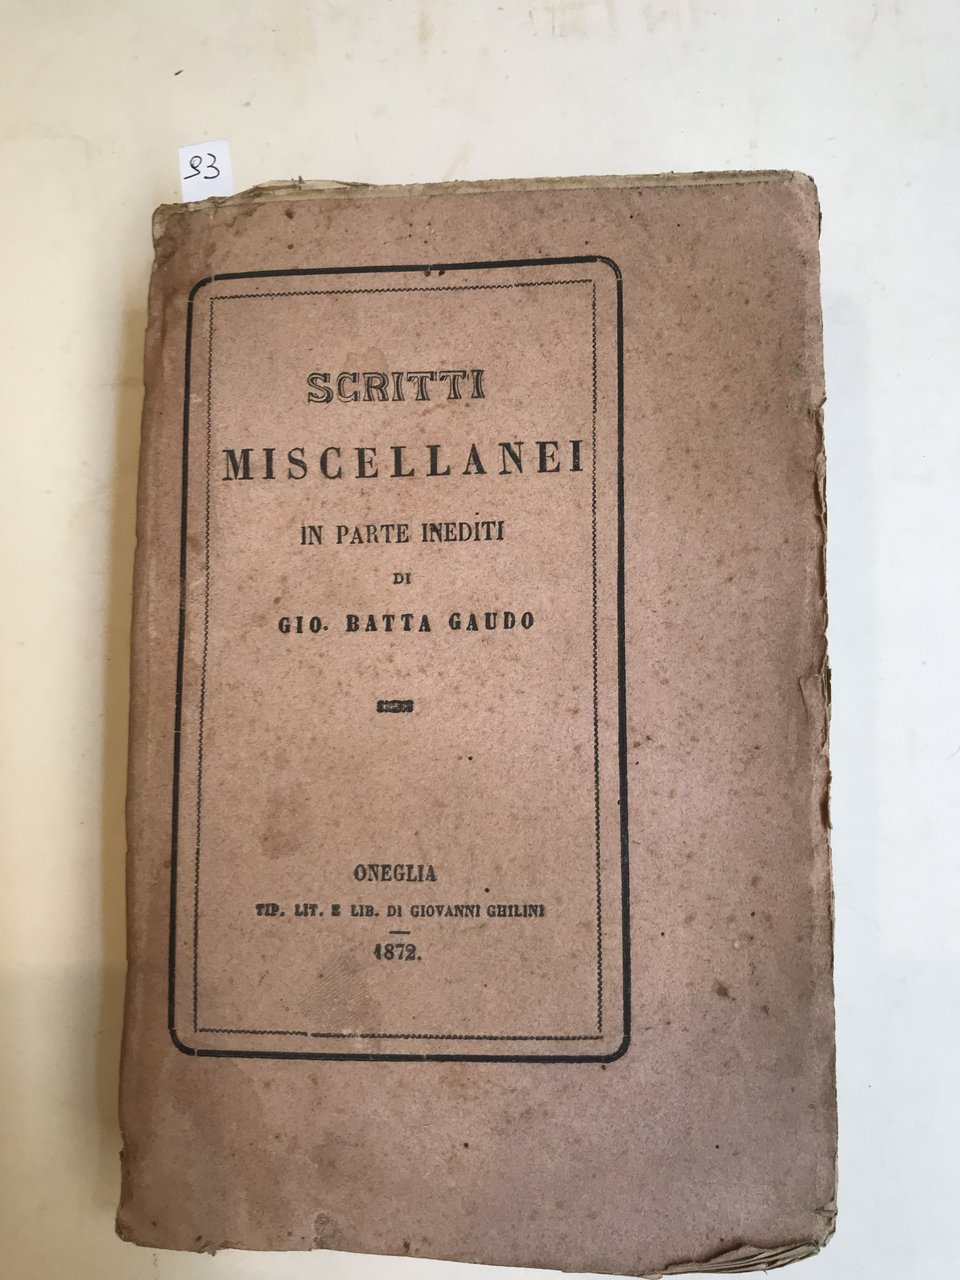 93
SCRITTI
MISCELLANEI
IN PARTE INEDITI
DI
GIO. BATTA GAUDO
ONEGLIA
TIP. LIT. E LIB. DI GIOVANNI GHILINI
1872.